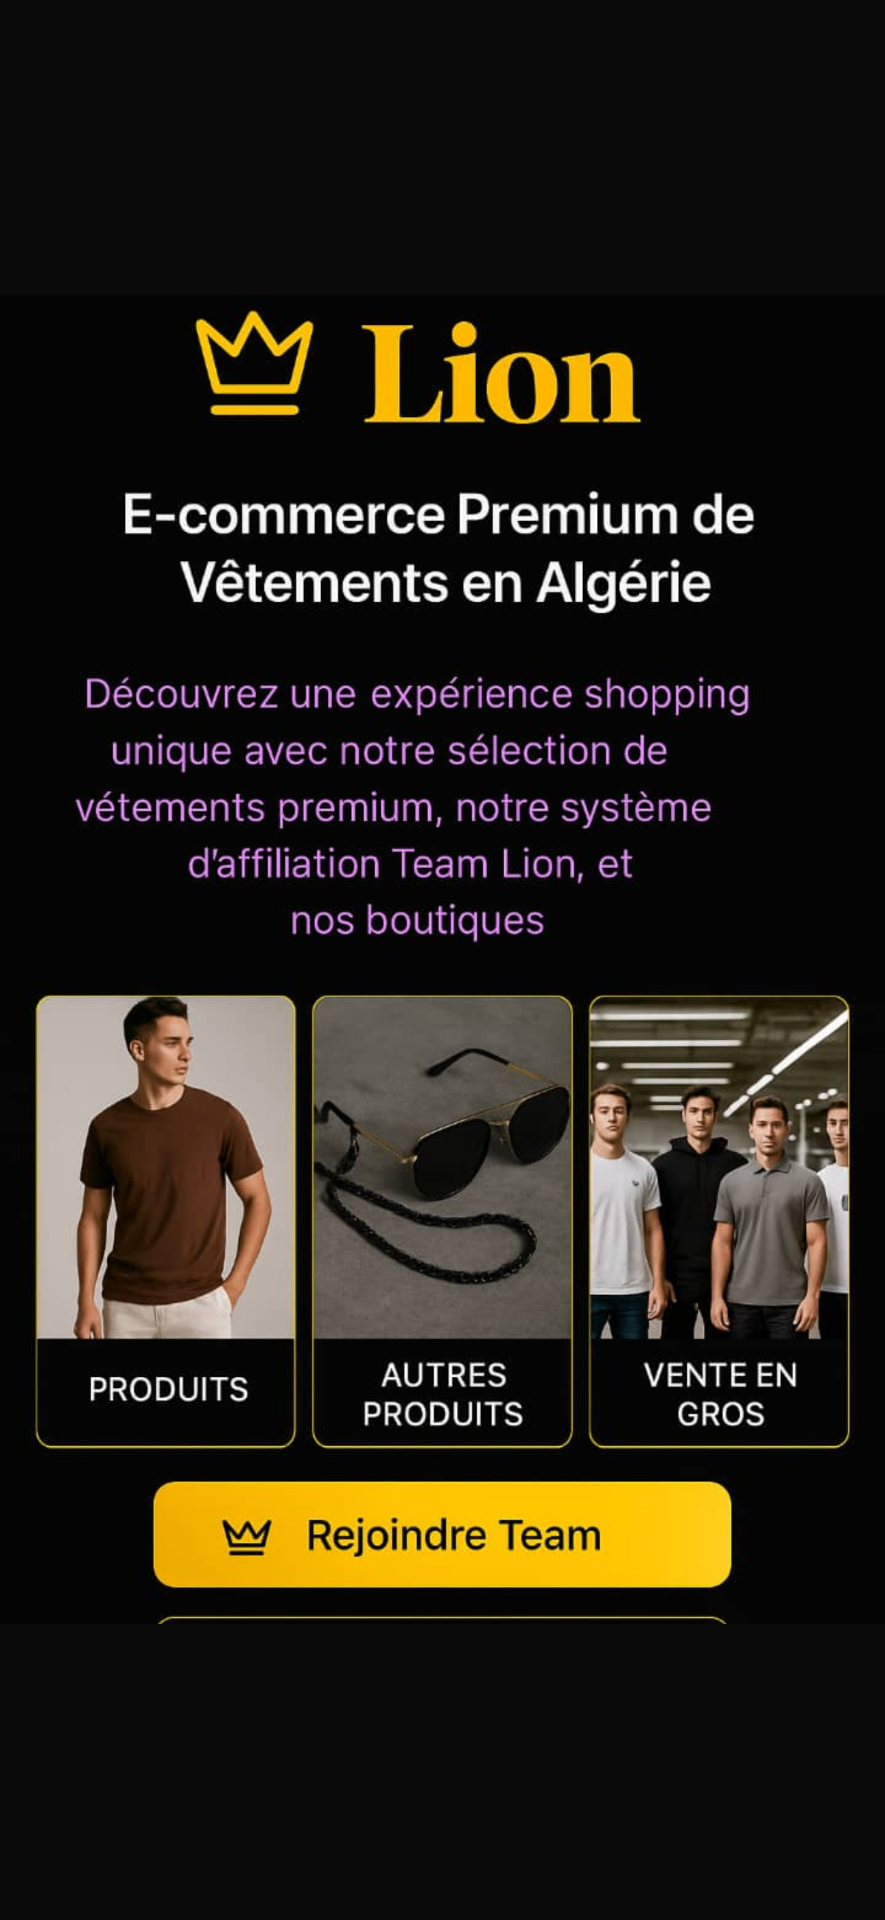 Lion
E-commerce Premium de
Vêtements en Algérie
Découvrez une expérience shopping
unique avec notre sélection de
vétements premium, notre système
d'affiliation Team Lion, et
nos boutiques
PRODUITS
AUTRES
PRODUITS
VENTE EN
GROS
Rejoindre Team